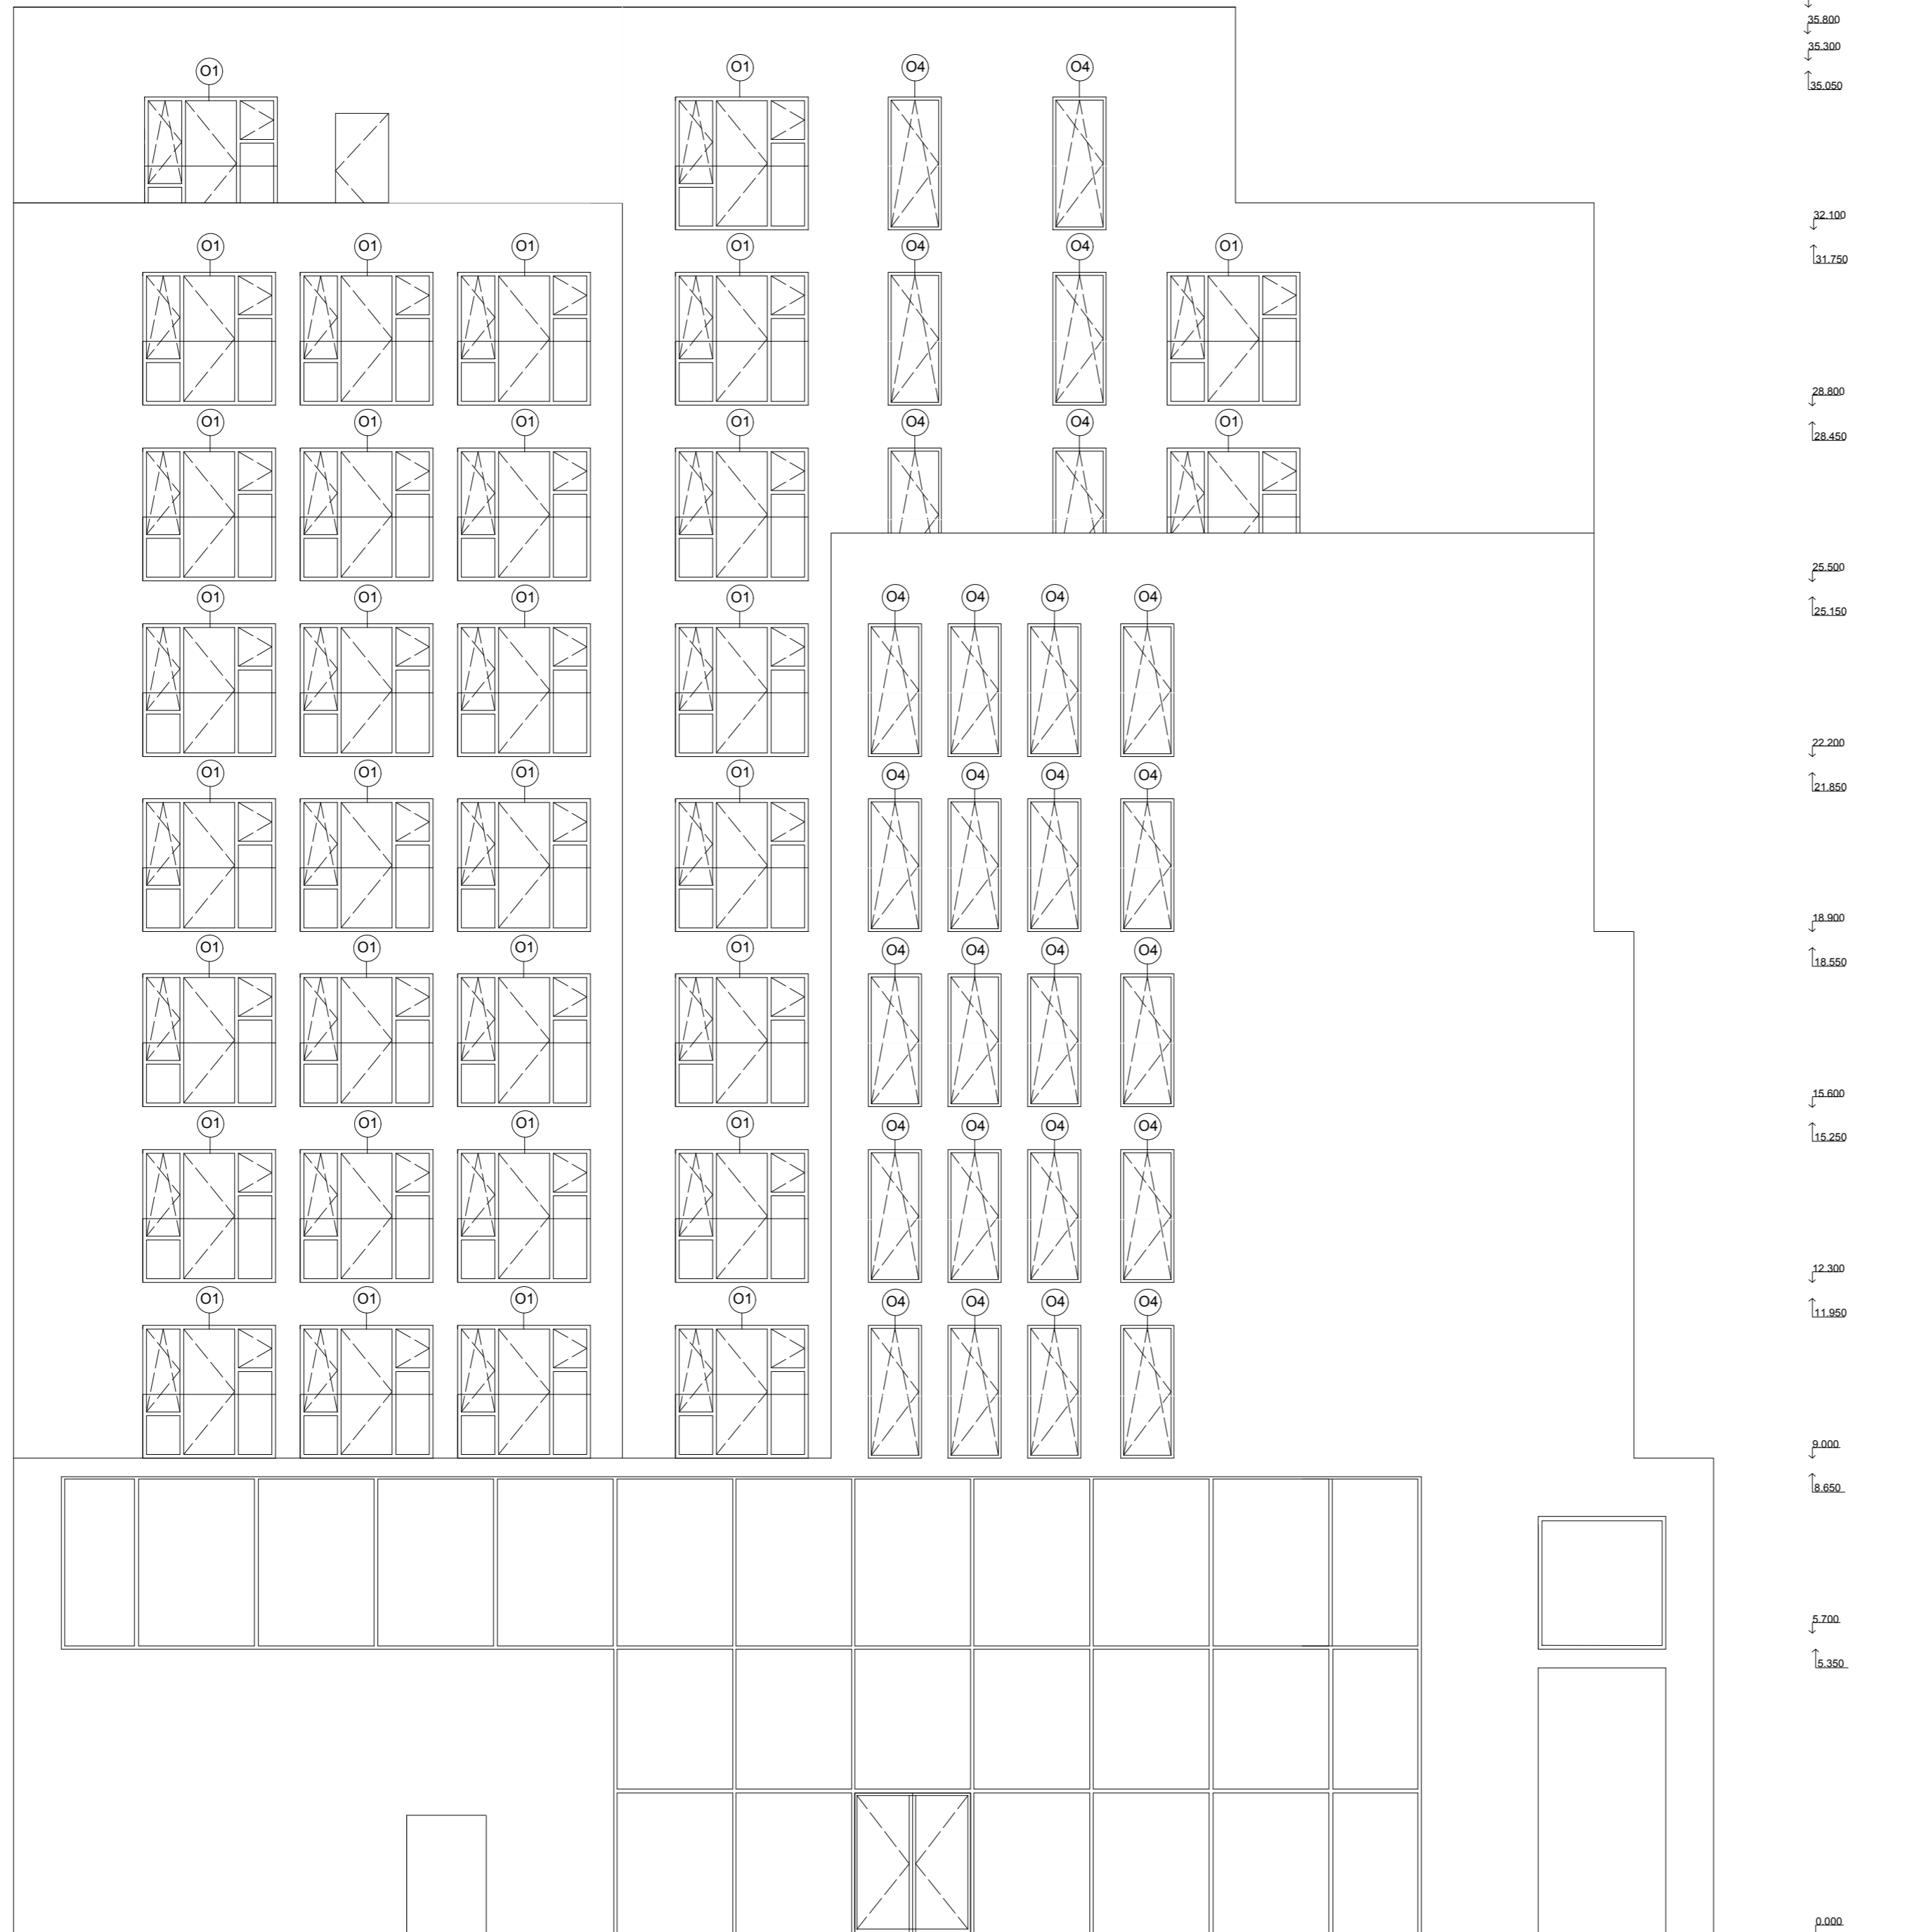 35.800
35.300
O1 O1 O4 O4
35.050
32.100
O1 O1 O1 O1 O4 O4 O1
31.750
28.800
O1 O1 O1 O1 O4 O4 O1
28.450
25.500
O1 O1 O1 O1 O4 O4 O4 O4
25.150
22.200
O1 O1 O1 O1 O4 O4 O4 O4
21.850
18.900
O1 O1 O1 O1 O4 O4 O4 O4
18.550
15.600
O1 O1 O1 O1 O4 O4 O4 O4
15.250
12.300
O1 O1 O1 O1 O4 O4 O4 O4
11.950
9.000
8.650
5.700
5.350
0.000